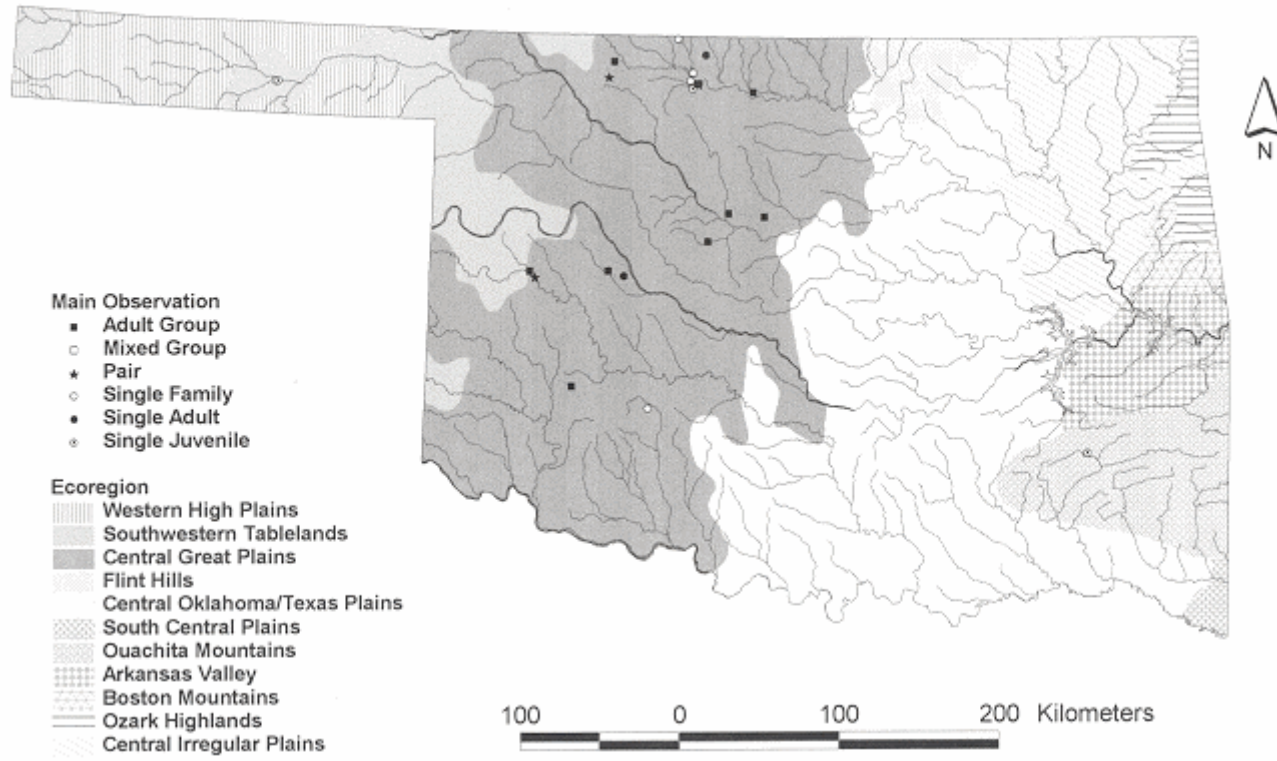 N
Main Observation
Adult Group
Mixed Group
Pair
Single Family
Single Adult
Single Juvenile
Ecoregion
Western High Plains
Southwestern Tablelands
Central Great Plains
Flint Hills
Central Oklahoma/Texas Plains
South Central Plains
Ouachita Mountains
Arkansas Valley
Boston Mountains
Ozark Highlands
Central Irregular Plains
100 0 100 200 Kilometers